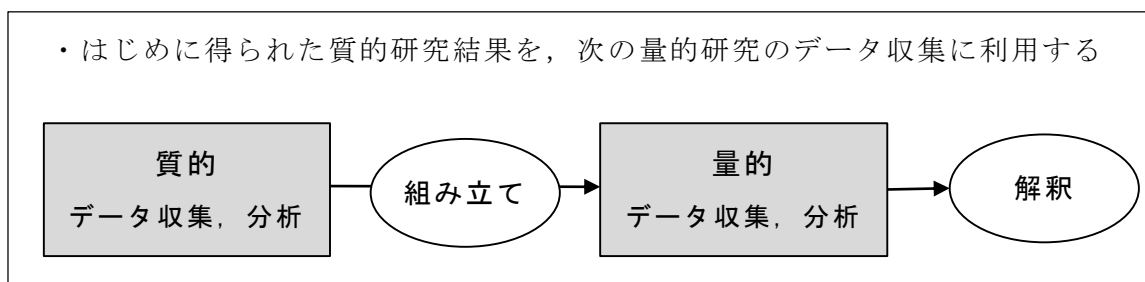 ・はじめに得られた質的研究結果を，次の量的研究のデータ収集に利用する
質的
データ収集，分析
組み立て
量的
データ収集，分析
解釈